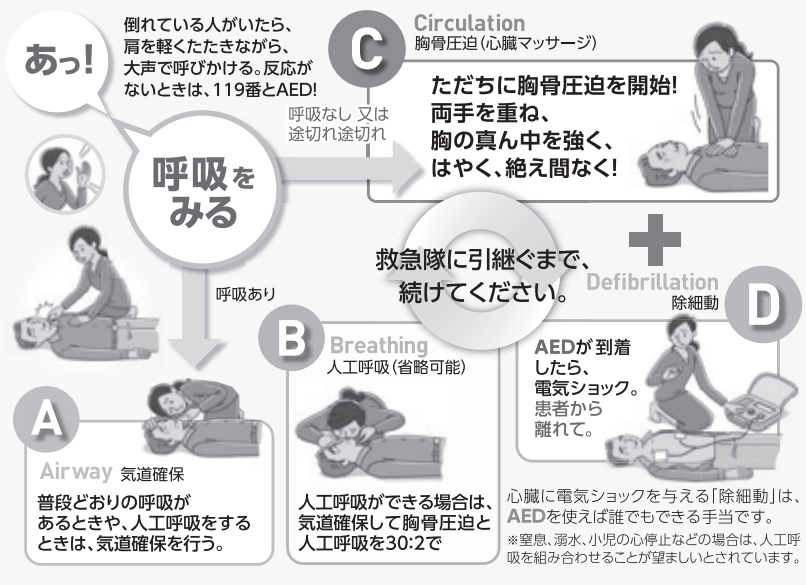 あっ!
倒れている人がいたら、
肩を軽くたたきながら、
大声で呼びかける。反応が
ないときは、119番とAED!
呼吸を
みる
呼吸なし 又は
途切れ途切れ
C
Circulation
胸骨圧迫(心臓マッサージ)
ただちに胸骨圧迫を開始!
両手を重ね、
胸の真ん中を強く、
はやく、絶え間なく!
救急隊に引継ぐまで、
続けてください。
呼吸あり
A
Airway 気道確保
普段どおりの呼吸が
あるときや、人工呼吸をする
ときは、気道確保を行う。
B
Breathing
人工呼吸(省略可能)
人工呼吸ができる場合は、
気道確保して胸骨圧迫と
人工呼吸を30:2で
Defibrillation
除細動
D
AEDが到着
したら、
電気ショック。
患者から
離れて。
心臓に電気ショックを与える「除細動」は、
AEDを使えば誰でもできる手当です。
※窒息、溺水、小児の心停止などの場合は、人工呼
吸を組み合わせることが望ましいとされています。